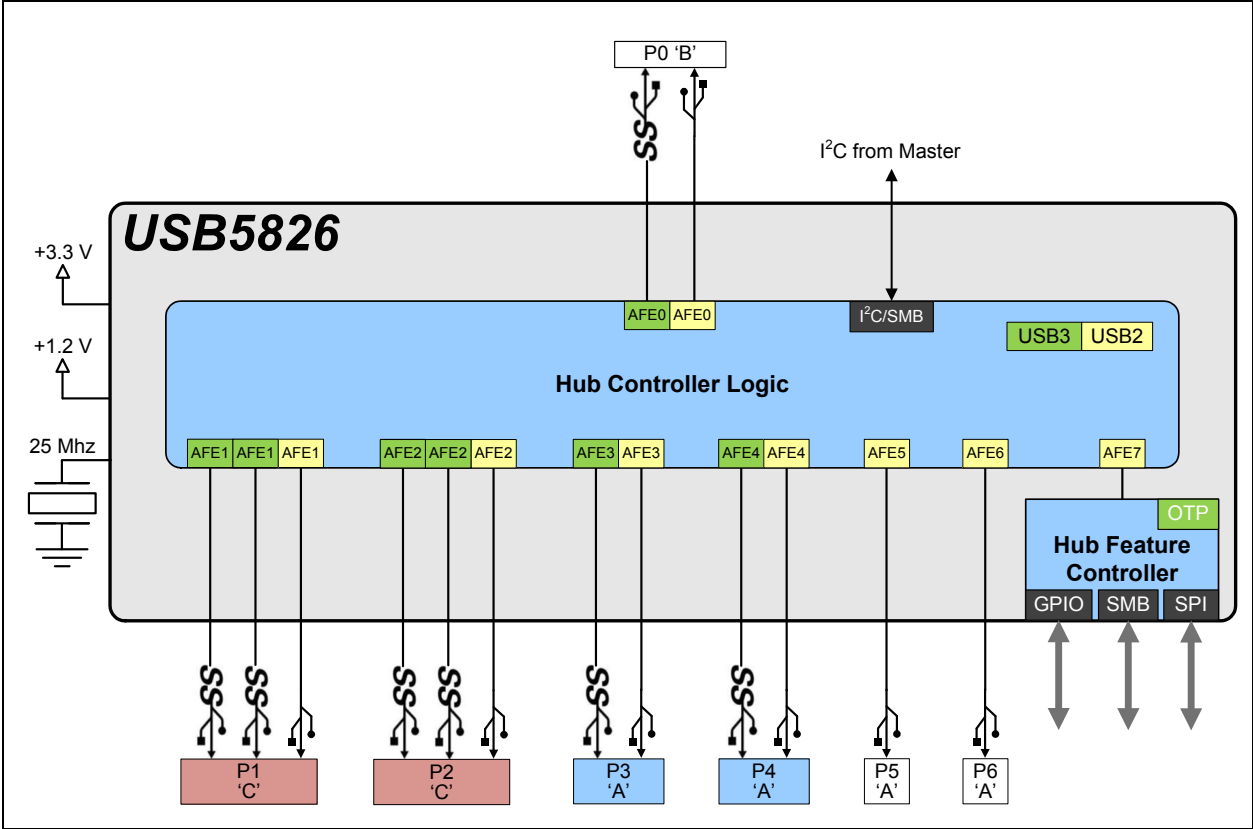 P0 ‘B’
SS
I²C from Master
USB5826
+3.3 V
AFE0 AFE0
I²C/SMB
USB3 USB2
+1.2 V
Hub Controller Logic
25 Mhz
AFE1 AFE1 AFE1
AFE2 AFE2 AFE2
AFE3 AFE3
AFE4 AFE4
AFE5
AFE6
AFE7
OTP
Hub Feature
Controller
GPIO SMB SPI
SS SS
SS SS
SS
SS
P1
‘C’
P2
‘C’
P3
‘A’
P4
‘A’
P5
‘A’
P6
‘A’